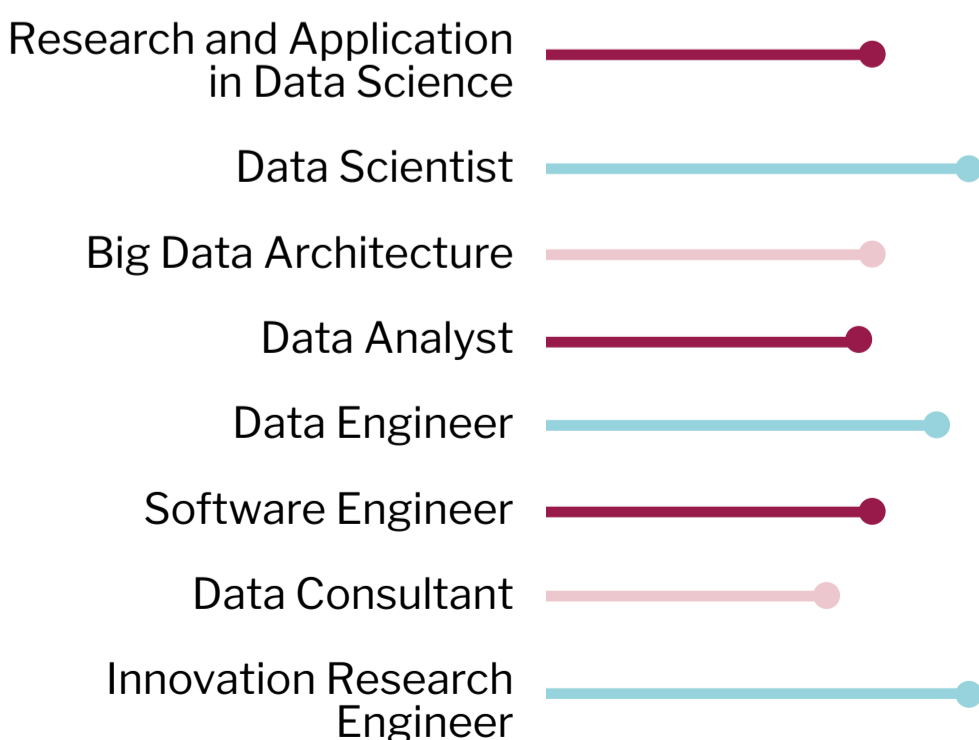 Research and Application
in Data Science
Data Scientist
Big Data Architecture
Data Analyst
Data Engineer
Software Engineer
Data Consultant
Innovation Research
Engineer